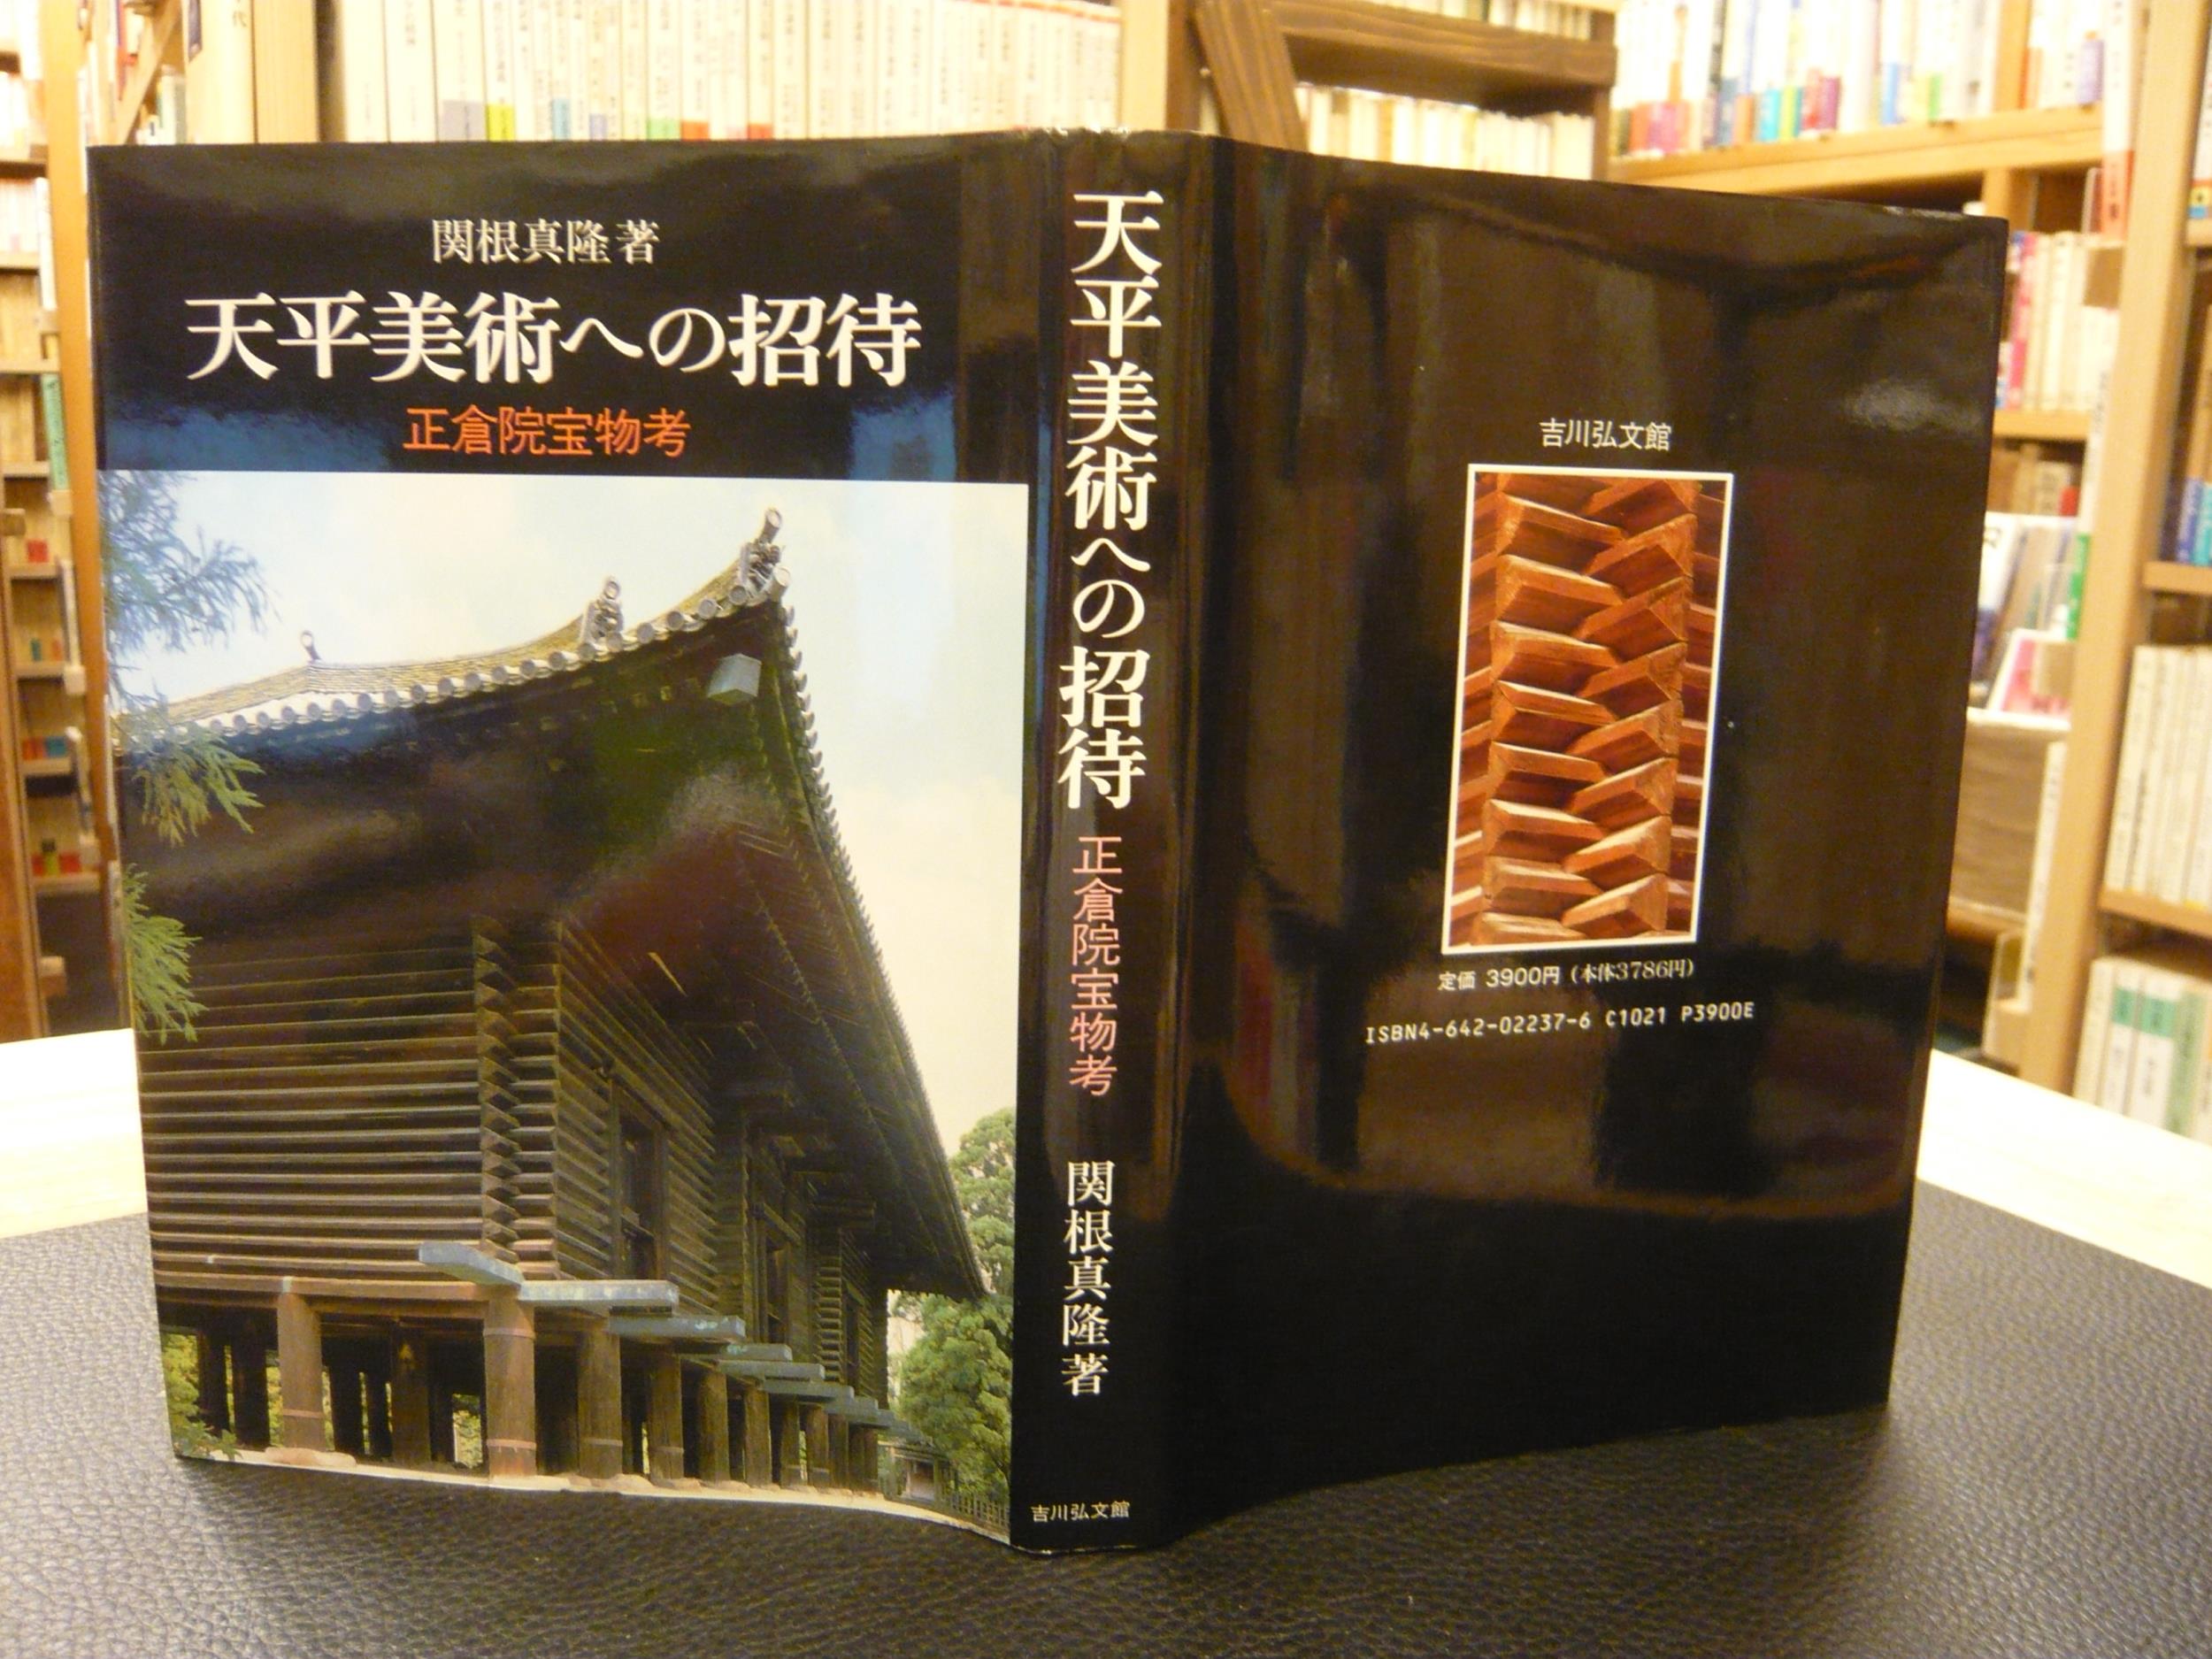 関根真隆著
天平美術への招待
正倉院宝物考
天平美術への招待 正倉院宝物考 関根真隆著
吉川弘文館
吉川弘文館
定価 3900円 (本体3786円)
ISBN4-642-02237-6 C1021 P3900E